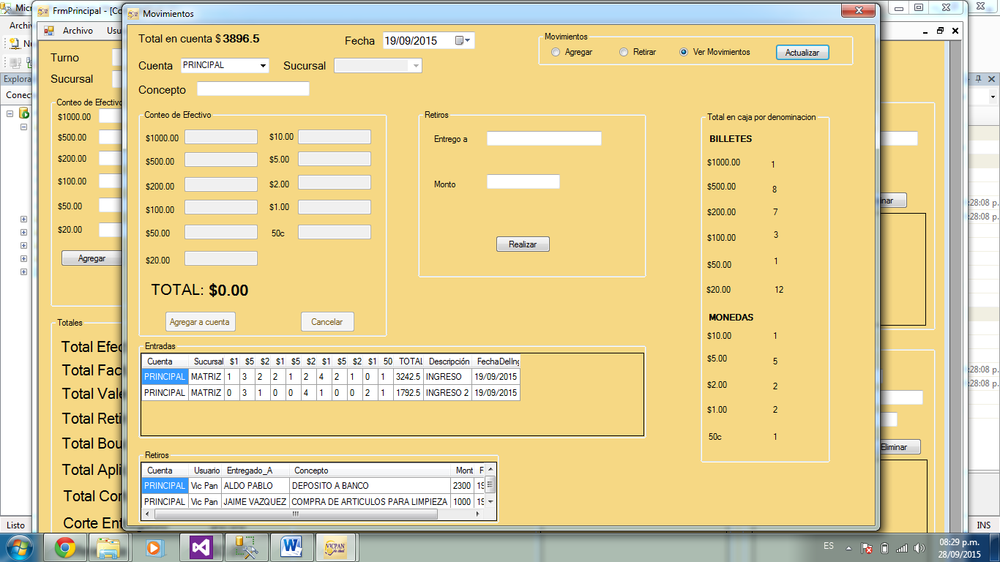 Micr
FrmPrincipal - [Co
Movimientos
Archi
Archivo
Usu
Total en cuenta $ 3896.5
Fecha
19/09/2015
Movimientos
Agregar
Retirar
Ver Movimientos
Actualizar
Turno
Sucursal
Explora
Conect
Cuenta
PRINCIPAL
Sucursal
Concepto
Conteo de Efectivo
$1000.00
$500.00
$200.00
$100.00
$50.00
$20.00
Agregar
Conteo de Efectivo
$1000.00
$10.00
$500.00
$5.00
$200.00
$2.00
$100.00
$1.00
$50.00
50c
$20.00
TOTAL: $0.00
Agregar a cuenta
Cancelar
Retiros
Entrego a
Monto
Realizar
Total en caja por denominacion
BILLETES
$1000.00 1
$500.00 8
$200.00 7
$100.00 3
$50.00 1
$20.00 12
MONEDAS
$10.00 1
$5.00 5
$2.00 2
$1.00 2
50c 1
inar
:28:08 p.
:28:08 p.
:28:08 p.
:28:08 p.
Eliminar
Totales
Total Efec
Total Fac
Total Vale
Total Reti
Total Bou
Total Apli
Total Con
Corte Ent
Entradas
Cuenta Sucursal $1 $5 $2 $1 $5 $2 $1 $5 $2 $1 50 TOTAL Descripción FechaDelIng
PRINCIPAL MATRIZ 1 3 2 2 1 2 4 2 1 0 1 3242.5 INGRESO 19/09/2015
PRINCIPAL MATRIZ 0 3 1 0 0 4 1 0 0 2 1 1792.5 INGRESO 2 19/09/2015
Retiros
Cuenta Usuario Entregado_A Concepto Mont F
PRINCIPAL Vic Pan ALDO PABLO DEPOSITO A BANCO 2300 19
PRINCIPAL Vic Pan JAIME VAZQUEZ COMPRA DE ARTICULOS PARA LIMPIEZA 1000 19
Listo
INS
VICPAN
ES
08:29 p.m.
28/09/2015